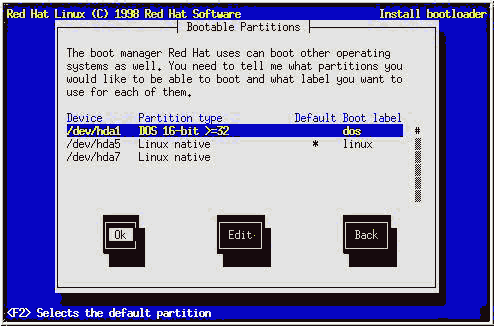 Red Hat Linux (C) 1998 Red Hat Software Install bootloader
Bootable Partitions
The boot manager Red Hat uses can boot other operating
systems as well. You need to tell me what partitions you
would like to be able to boot and what label you want to
use for each of them.
Device Partition type Default Boot label
/dev/hda1 DOS 16-bit >=32 dos #
/dev/hda5 Linux native * linux
/dev/hda7 Linux native
Ok Edit Back
<F2> Selects the default partition